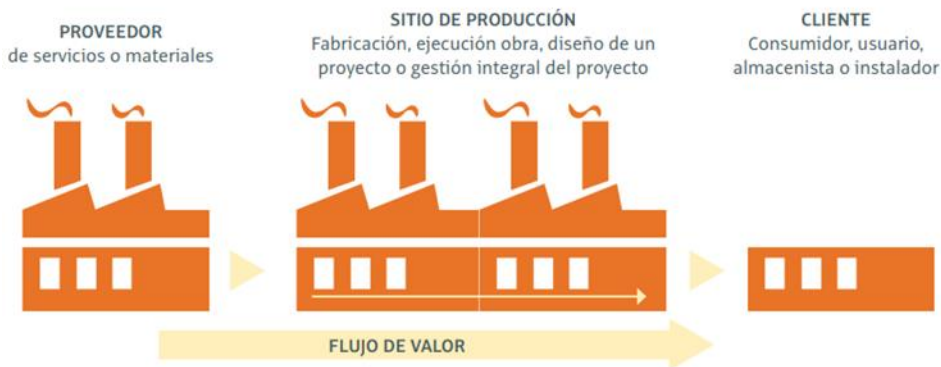 PROVEEDOR
de servicios o materiales
SITIO DE PRODUCCIÓN
Fabricación, ejecución obra, diseño de un
proyecto o gestión integral del proyecto
CLIENTE
Consumidor, usuario,
almacenista o instalador
FLUJO DE VALOR